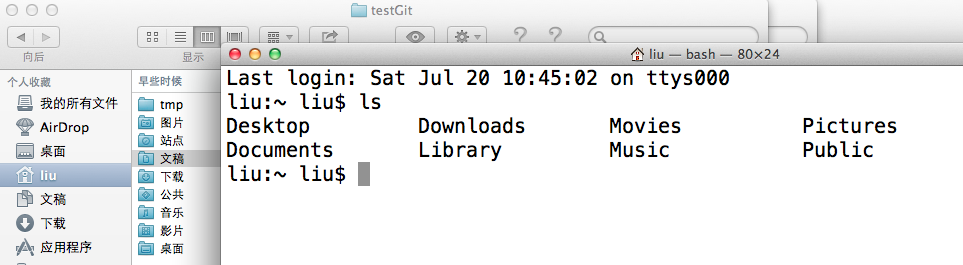 testGit
向后
显示
个人收藏
我的所有文件
AirDrop
桌面
liu
文稿
下载
应用程序
早些时候
tmp
图片
站点
文稿
下载
公共
音乐
影片
桌面
liu — bash — 80×24
Last login: Sat Jul 20 10:45:02 on ttys000
liu:~ liu$ ls
Desktop Downloads Movies Pictures
Documents Library Music Public
liu:~ liu$